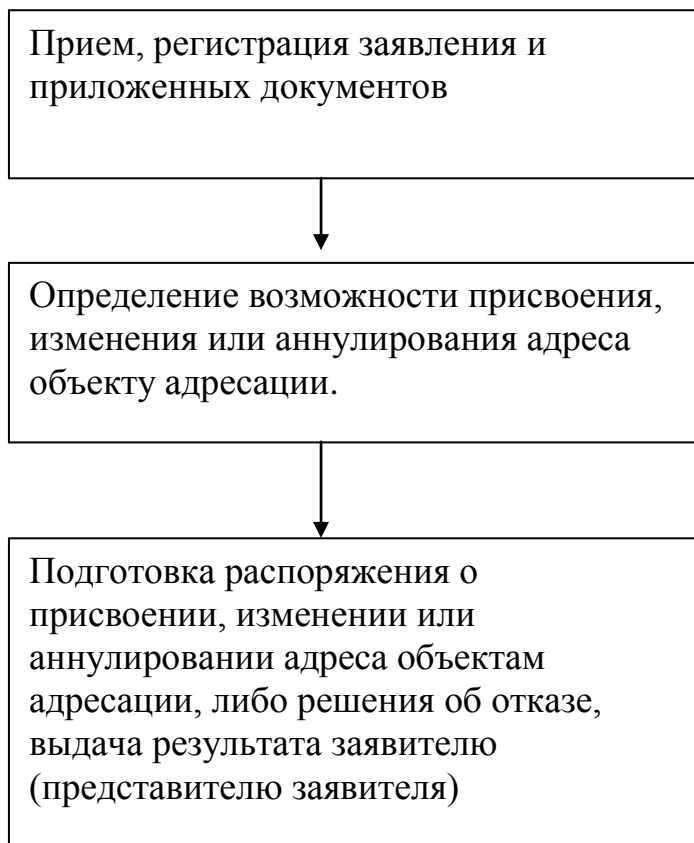 Прием, регистрация заявления и
приложенных документов
Определение возможности присвоения,
изменения или аннулирования адреса
объекту адресации.
Подготовка распоряжения о
присвоении, изменении или
аннулировании адреса объектам
адресации, либо решения об отказе,
выдача результата заявителю
(представителю заявителя)